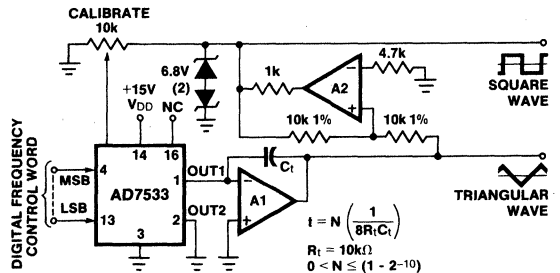 CALIBRATE
10k
6.8V
(2)
+15V
VDD
NC
1k
A2
4.7k
SQUARE
WAVE
10k 1%
10k 1%
14
16
DIGITAL FREQUENCY
CONTROL WORD
MSB
LSB
4
13
AD7533
1
2
3
OUT1
OUT2
Ct
A1
TRIANGULAR
WAVE
f = N (1/8RtCt)
Rt = 10kΩ
0 < N ≤ (1 - 2⁻¹⁰)